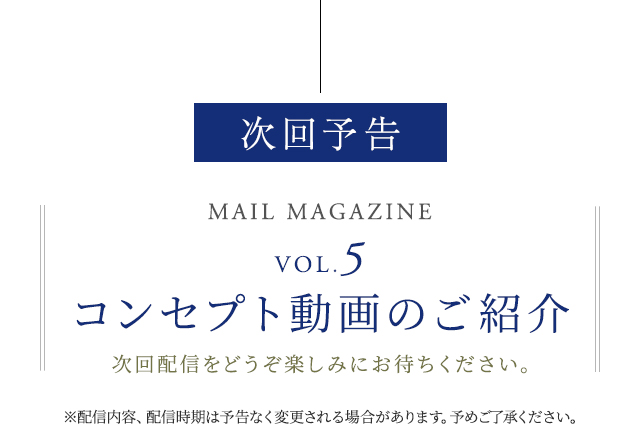 次回予告
MAIL MAGAZINE
VOL.5
コンセプト動画のご紹介
次回配信をどうぞ楽しみにお待ちください。
※配信内容、配信時期は予告なく変更される場合があります。予めご了承ください。